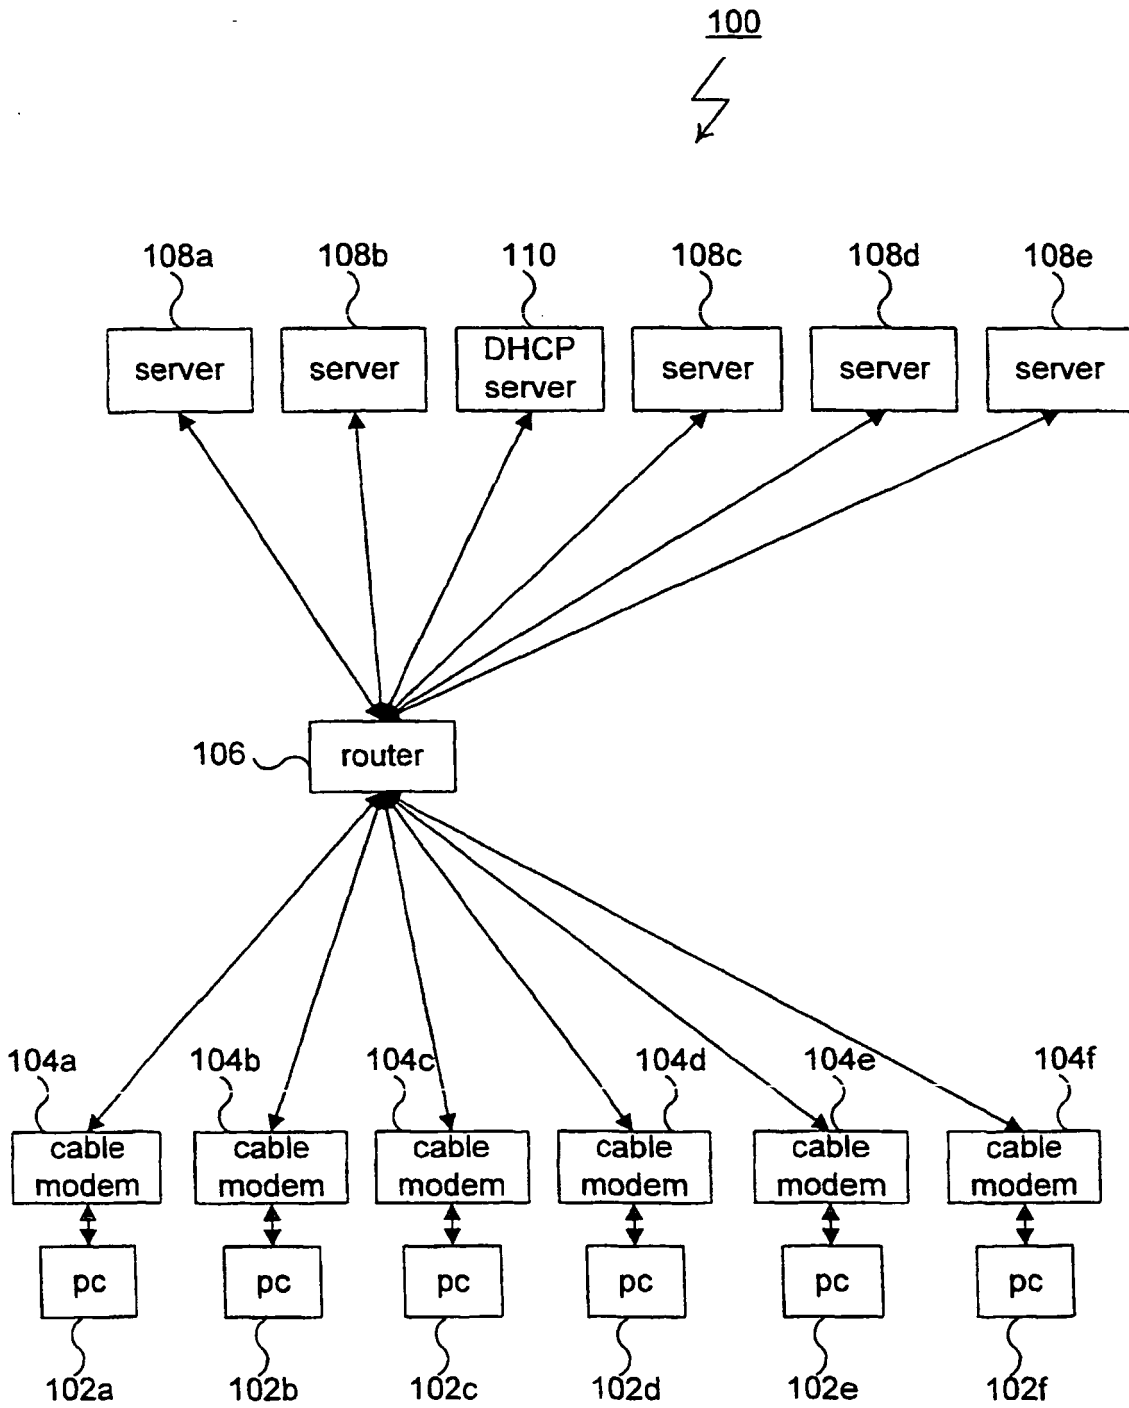 100
108a 108b 110 108c 108d 108e
server server DHCP server server server server
106 router
104a 104b 104c 104d 104e 104f
cable cable cable cable cable cable
modem modem modem modem modem modem
pc pc pc pc pc pc
102a 102b 102c 102d 102e 102f